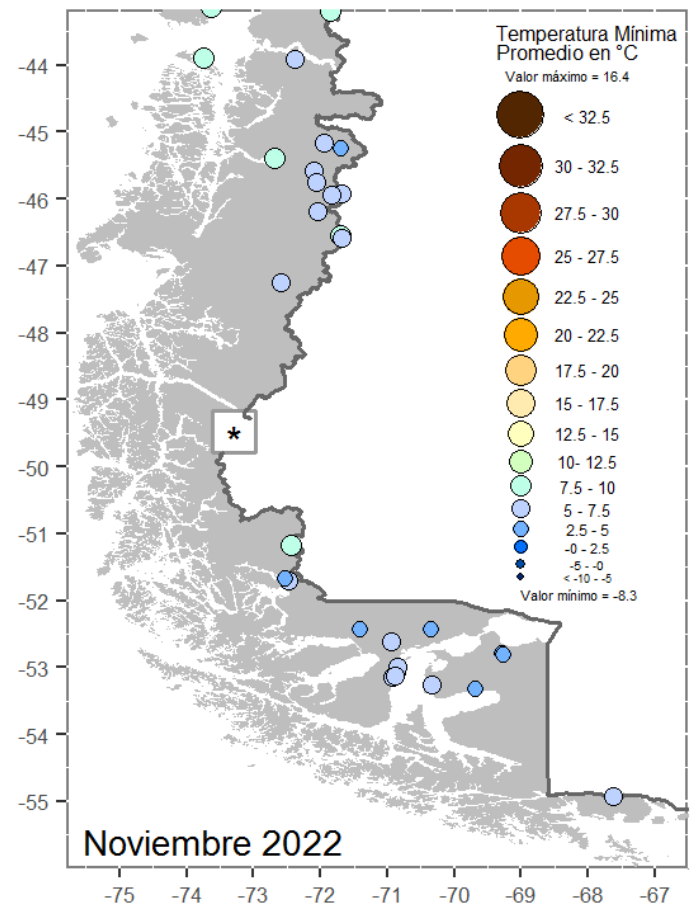 Temperatura Mínima
Promedio en °C
Valor máximo = 16.4
< 32.5
30 - 32.5
27.5 - 30
25 - 27.5
22.5 - 25
20 - 22.5
17.5 - 20
15 - 17.5
12.5 - 15
10- 12.5
7.5 - 10
5 - 7.5
2.5 - 5
-0 - 2.5
-5 - -0
< -10 - -5
Valor mínimo = -8.3
-44
-45
-46
-47
-48
-49
-50
-51
-52
-53
-54
-55
*
Noviembre 2022
-75 -74 -73 -72 -71 -70 -69 -68 -67